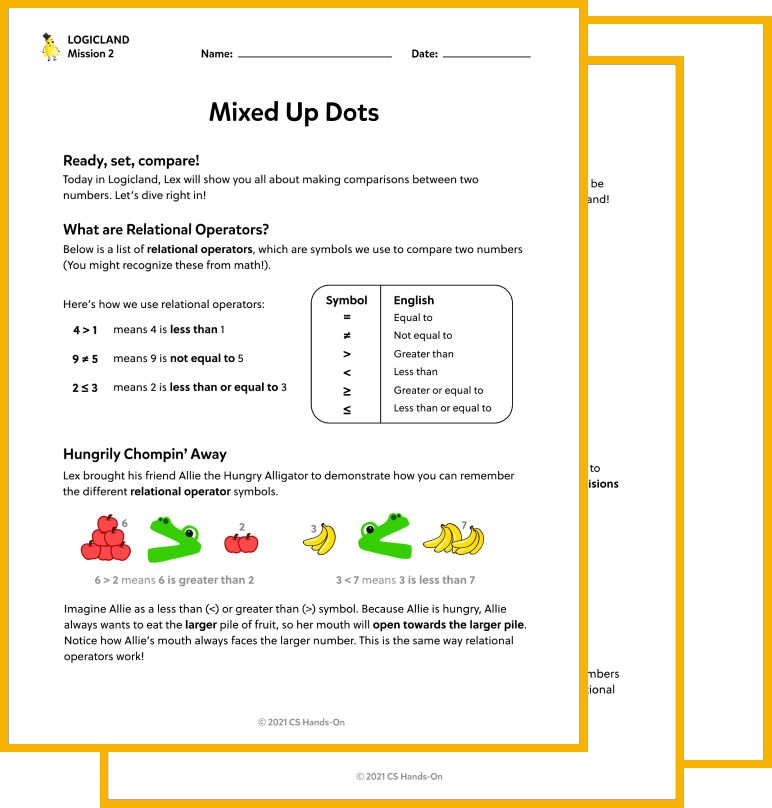 LOGICLAND
Mission 2
Name:
Date:
Mixed Up Dots
Ready, set, compare!
Today in Logicland, Lex will show you all about making comparisons between two
numbers. Let's dive right in!
What are Relational Operators?
Below is a list of relational operators, which are symbols we use to compare two numbers
(You might recognize these from math!).
Here's how we use relational operators:
4 > 1 means 4 is less than 1
9 ≠ 5 means 9 is not equal to 5
2 ≤ 3 means 2 is less than or equal to 3
Symbol English
= Equal to
≠ Not equal to
> Greater than
< Less than
≥ Greater or equal to
≤ Less than or equal to
Hungrily Chompin' Away
Lex brought his friend Allie the Hungry Alligator to demonstrate how you can remember
the different relational operator symbols.
6 2 3 7
6 > 2 means 6 is greater than 2
3 < 7 means 3 is less than 7
Imagine Allie as a less than (<) or greater than (>) symbol. Because Allie is hungry, Allie
always wants to eat the larger pile of fruit, so her mouth will open towards the larger pile.
Notice how Allie's mouth always faces the larger number. This is the same way relational
operators work!
© 2021 CS Hands-On
be
and!
to
isions
mbers
tional
© 2021 CS Hands-On